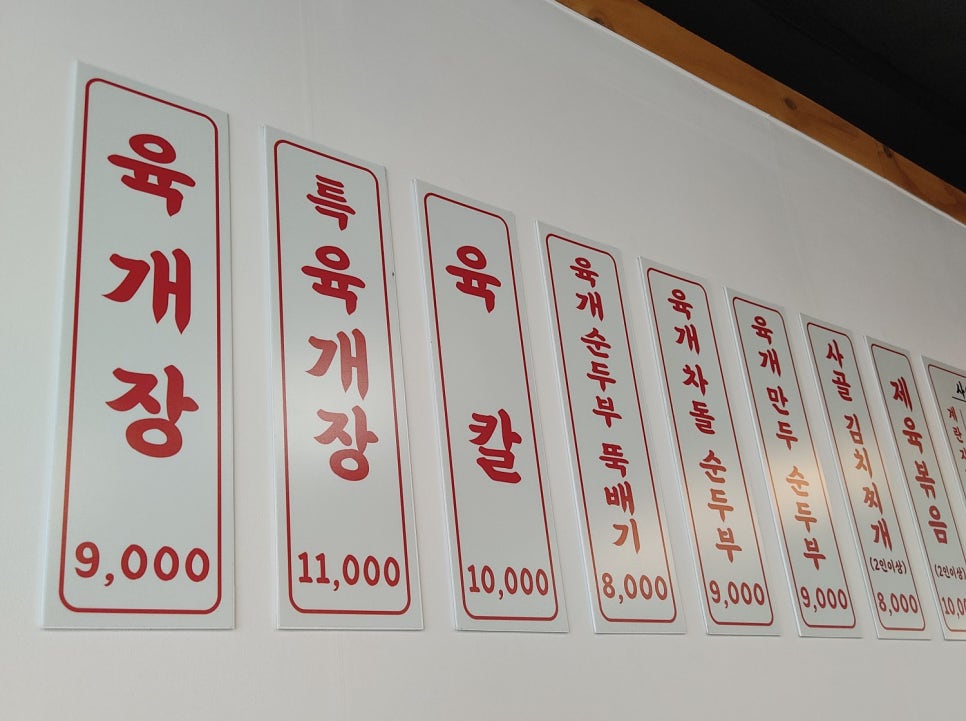 육개장
9,000
특육개장
11,000
육칼
10,000
육개순두부 뚝배기
8,000
육개차돌 순두부
9,000
육개만두 순두부
9,000
사골 김치찌개
(2인이상)
8,000
제육볶음
(2인이상)